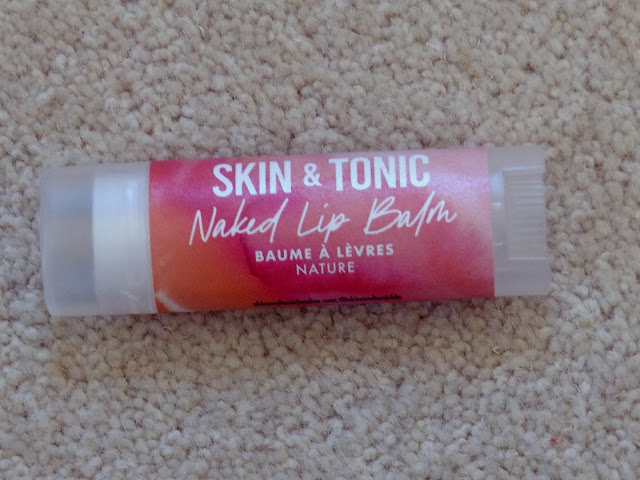 SKIN & TONIC
Naked Lip Balm
BAUME À LÈVRES
NATURE